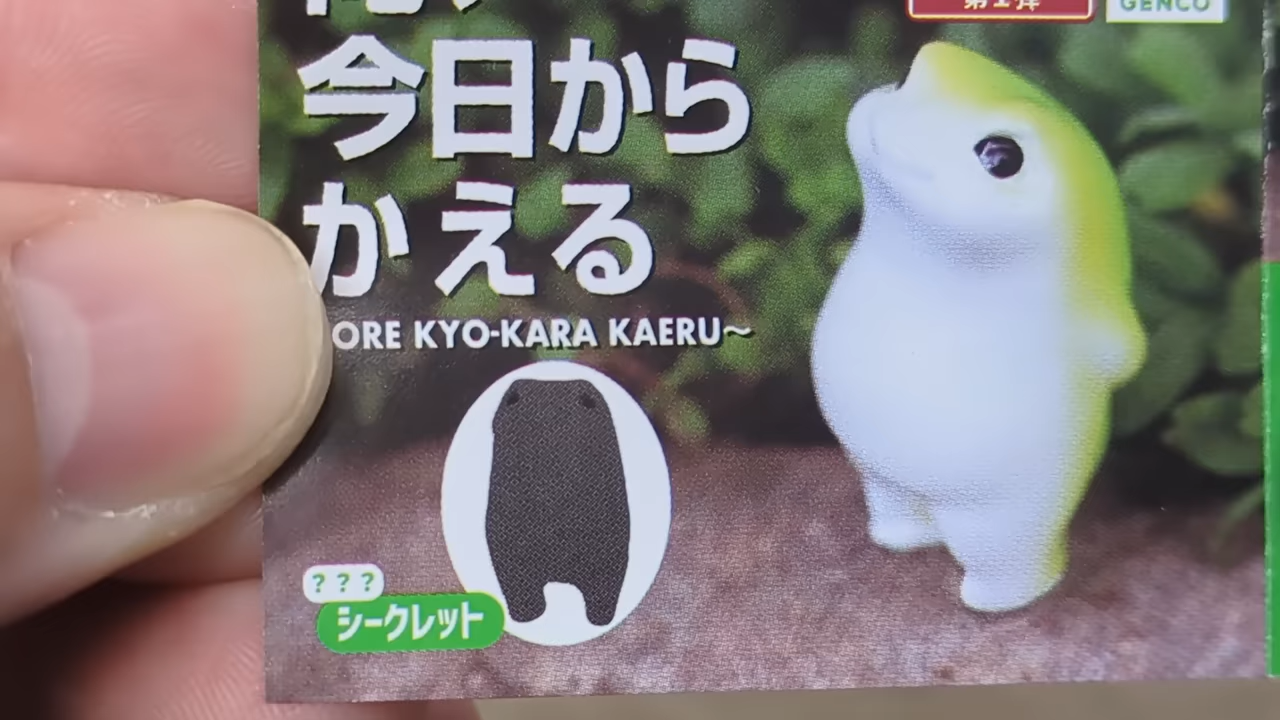 第1弾
GENCO
今日から
かえる
ORE KYO-KARA KAERU~
? ? ?
シークレット